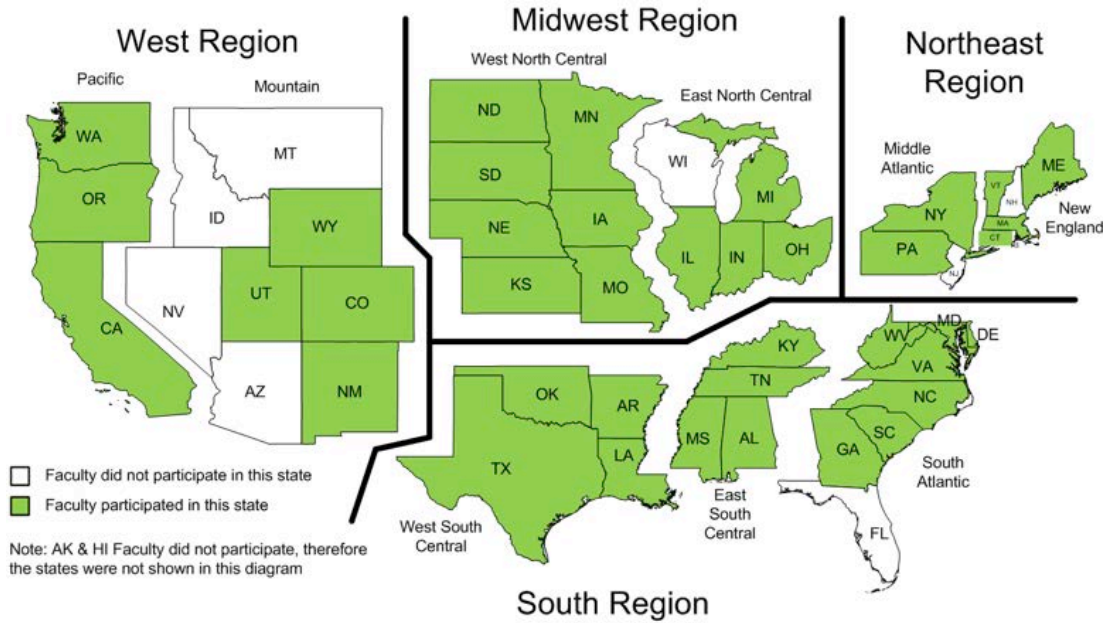 West Region
Pacific
Mountain
WA
MT
OR
ID
WY
NV
UT
CO
CA
AZ
NM
Midwest Region
West North Central
East North Central
ND
MN
WI
SD
MI
IA
NE
IL
IN
OH
KS
MO
Northeast
Region
Middle
Atlantic
ME
VT
NH
NY
MA
New
England
CT
PA
NJ
KY
WV
MD
DE
VA
TN
OK
AR
NC
MS
AL
SC
GA
LA
TX
South
Atlantic
West South
Central
East
South
Central
FL
South Region
Faculty did not participate in this state
Faculty participated in this state
Note: AK & HI Faculty did not participate, therefore
the states were not shown in this diagram